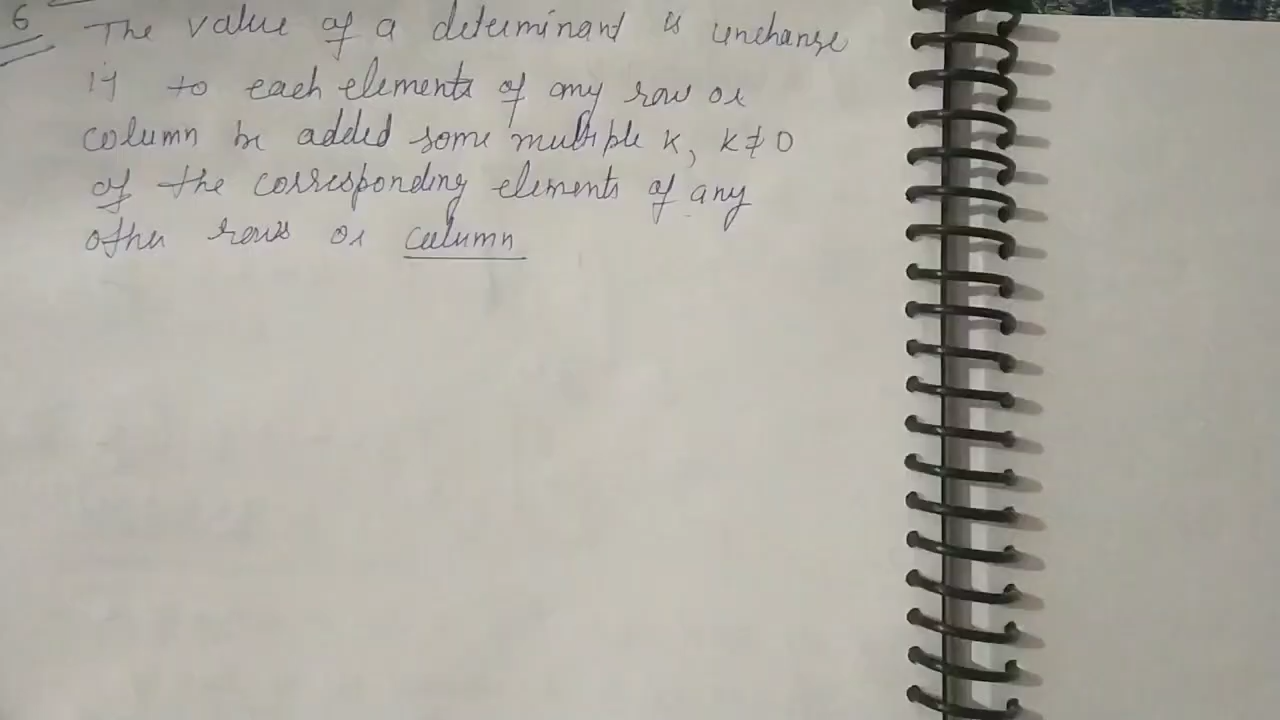 6 The value of a determinant is unchange
if to each elements of any row or
column be added some multiple K, K≠0
of the corresponding elements of any
other rows or column